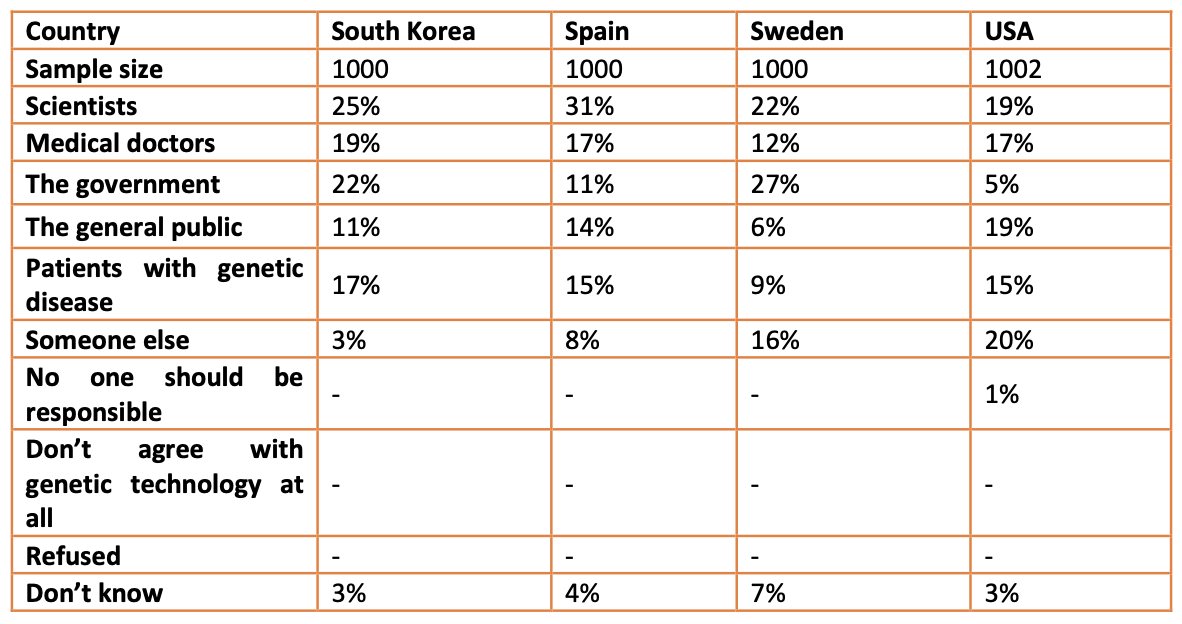 Country South Korea Spain Sweden USA
Sample size 1000 1000 1000 1002
Scientists 25% 31% 22% 19%
Medical doctors 19% 17% 12% 17%
The government 22% 11% 27% 5%
The general public 11% 14% 6% 19%
Patients with genetic
disease 17% 15% 9% 15%
Someone else 3% 8% 16% 20%
No one should be
responsible - - - 1%
Don’t agree with
genetic technology at
all - - - -
Refused - - - -
Don’t know 3% 4% 7% 3%